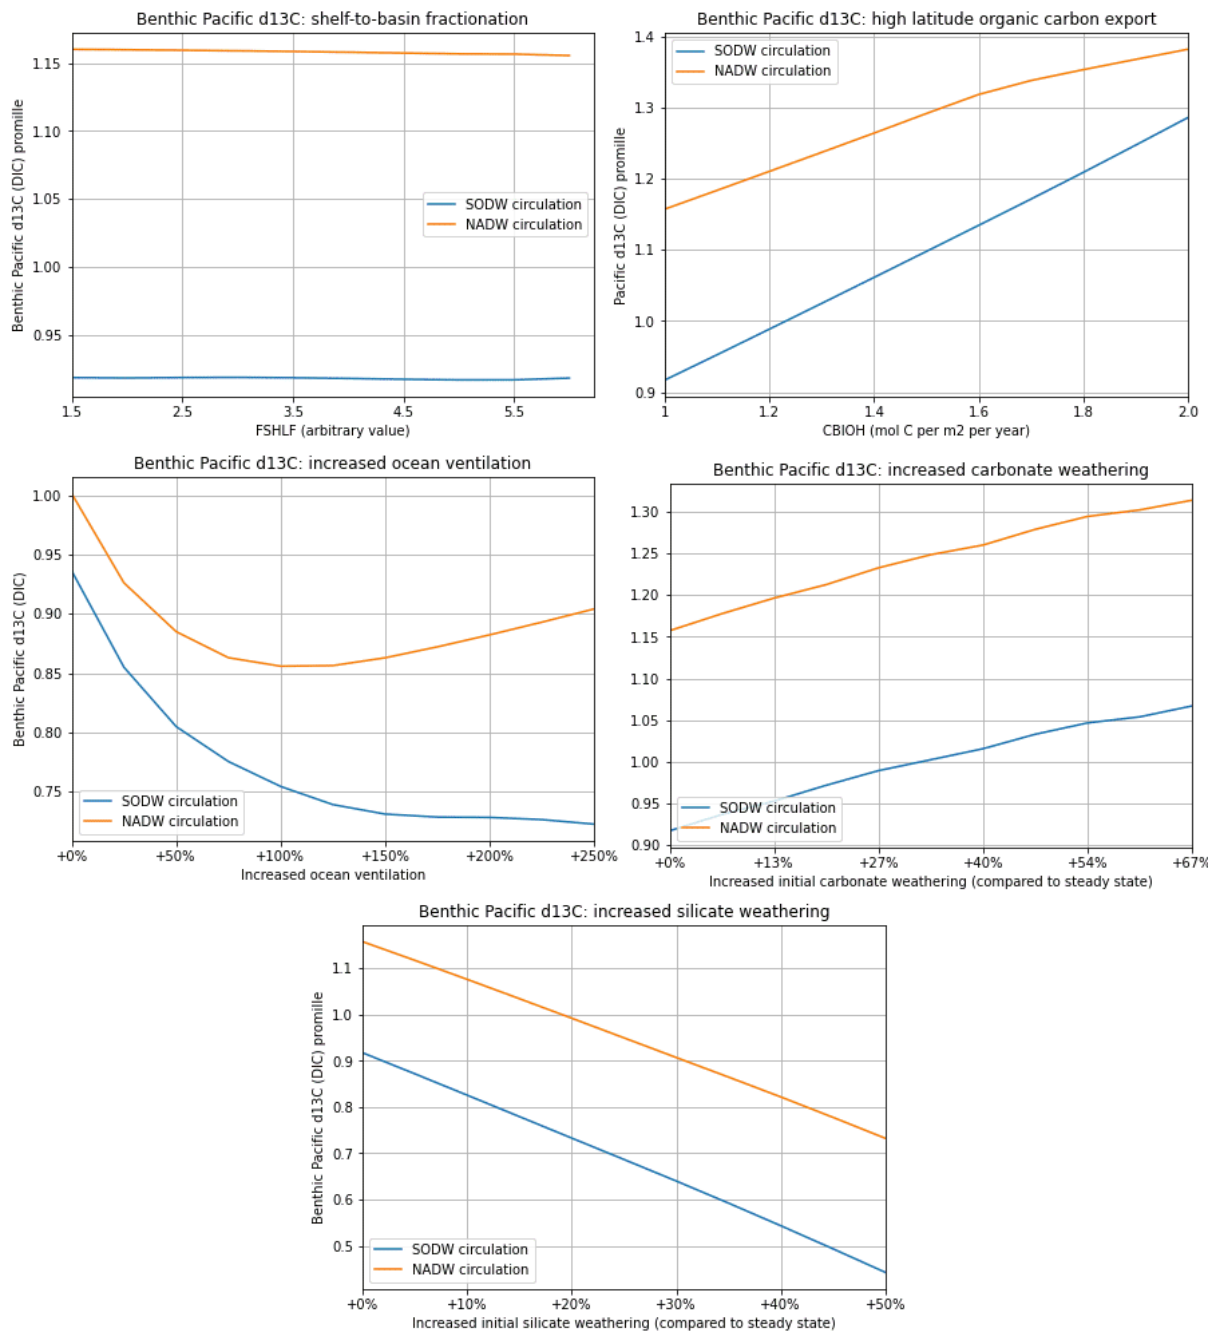 Benthic Pacific d13C: shelf-to-basin fractionation
Benthic Pacific d13C (DIC) promille
1.15
1.10
1.05
1.00
0.95
SODW circulation
NADW circulation
1.5 2.5 3.5 4.5 5.5
FSHLF (arbitrary value)
Benthic Pacific d13C: high latitude organic carbon export
Pacific d13C (DIC) promille
SODW circulation
NADW circulation
1.4
1.3
1.2
1.1
1.0
0.9
1 1.2 1.4 1.6 1.8 2.0
CBIOH (mol C per m2 per year)
Benthic Pacific d13C: increased ocean ventilation
Benthic Pacific d13C (DIC)
1.00
0.95
0.90
0.85
0.80
0.75
SODW circulation
NADW circulation
+0% +50% +100% +150% +200% +250%
Increased ocean ventilation
Benthic Pacific d13C: increased carbonate weathering
1.30
1.25
1.20
1.15
1.10
1.05
1.00
0.95
0.90
SODW circulation
NADW circulation
+0% +13% +27% +40% +54% +67%
Increased initial carbonate weathering (compared to steady state)
Benthic Pacific d13C: increased silicate weathering
Benthic Pacific d13C (DIC) promille
1.1
1.0
0.9
0.8
0.7
0.6
0.5
SODW circulation
NADW circulation
+0% +10% +20% +30% +40% +50%
Increased initial silicate weathering (compared to steady state)